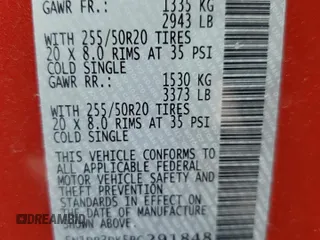 GAWR FR.: 1335 KG
2943 LB
WITH 255/50R20 TIRES
20 X 8.0 RIMS AT 35 PSI
COLD SINGLE
GAWR RR.: 1530 KG
3373 LB
WITH 255/50R20 TIRES
20 X 8.0 RIMS AT 35 PSI
COLD SINGLE
THIS VEHICLE CONFORMS TO
ALL APPLICABLE FEDERAL
MOTOR VEHICLE SAFETY
STANDARDS IN EFFECT ON
THE DATE OF MANUFACTURE
SHOWN ABOVE.
291848
DREAMBID